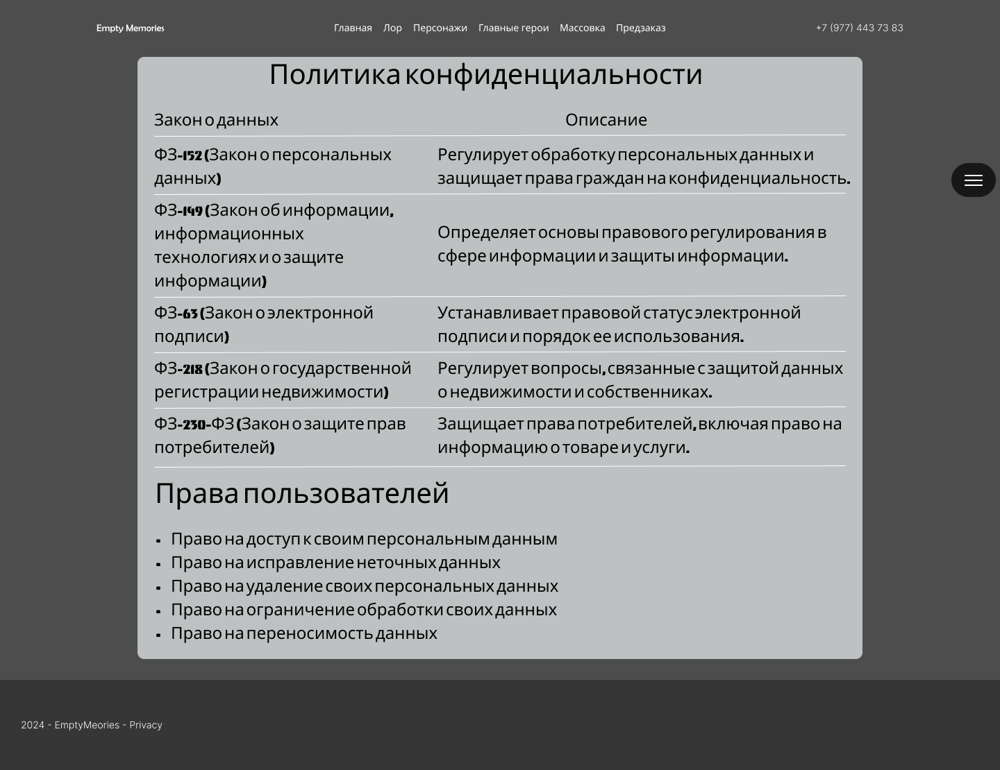 Empty Memories
Главная Лор Персонажи Главные герои Массовка Предзаказ
+7 (977) 443 73 83
Политика конфиденциальности
Закон о данных
Описание
ФЗ-152 (Закон о персональных
данных)
Регулирует обработку персональных данных и
защищает права граждан на конфиденциальность.
ФЗ-149 (Закон об информации,
информационных
технологиях и о защите
информации)
Определяет основы правового регулирования в
сфере информации и защиты информации.
ФЗ-63 (Закон о электронной
подписи)
Устанавливает правовой статус электронной
подписи и порядок ее использования.
ФЗ-218 (Закон о государственной
регистрации недвижимости)
Регулирует вопросы, связанные с защитой данных
о недвижимости и собственниках.
ФЗ-230-ФЗ (Закон о защите прав
потребителей)
Защищает права потребителей, включая право на
информацию о товаре и услуги.
Права пользователей
• Право на доступ к своим персональным данным
• Право на исправление неточных данных
• Право на удаление своих персональных данных
• Право на ограничение обработки своих данных
• Право на переносимость данных
2024 - EmptyMeories - Privacy